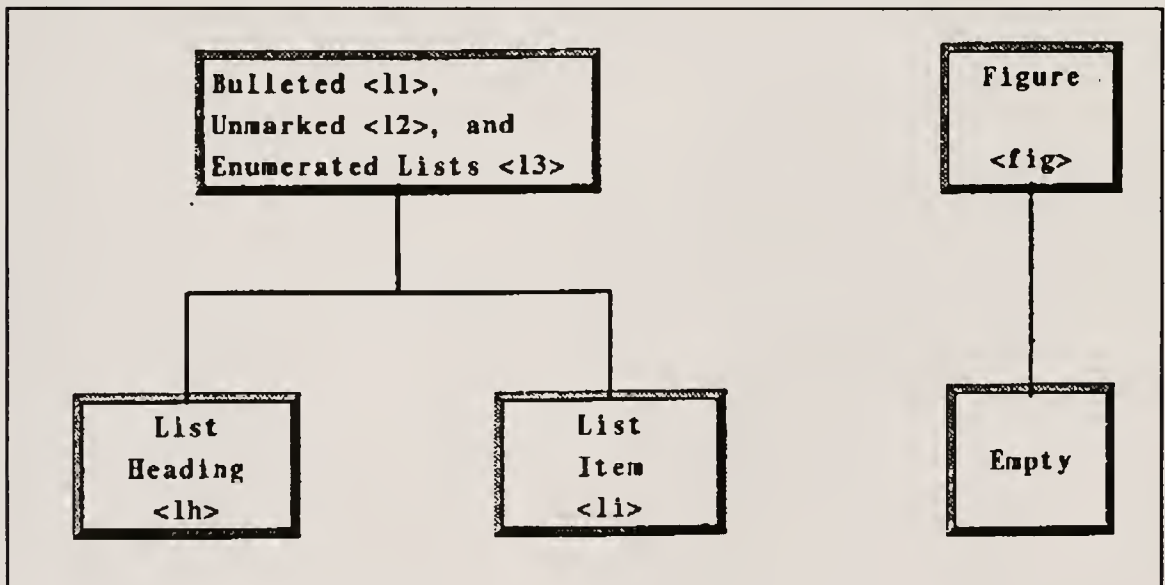 Bulleted <l1>,
Unmarked <l2>, and
Enumerated Lists <l3>
Figure
<fig>
List
Heading
<lh>
List
Item
<li>
Empty